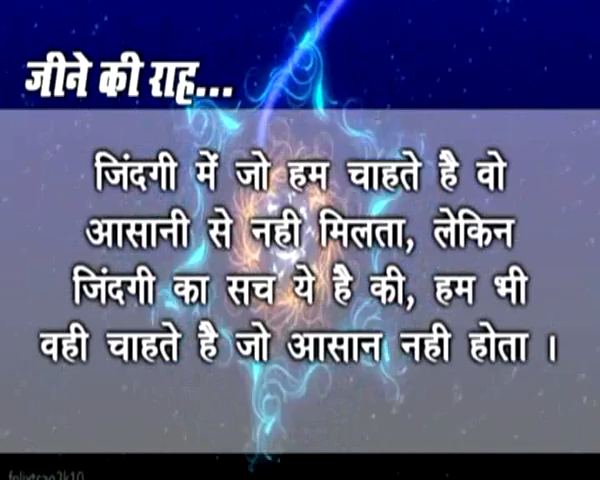 जीने की राह...
जिंदगी में जो हम चाहते है वो
आसानी से नही मिलता, लेकिन
जिंदगी का सच ये है की, हम भी
वही चाहते है जो आसान नही होता ।